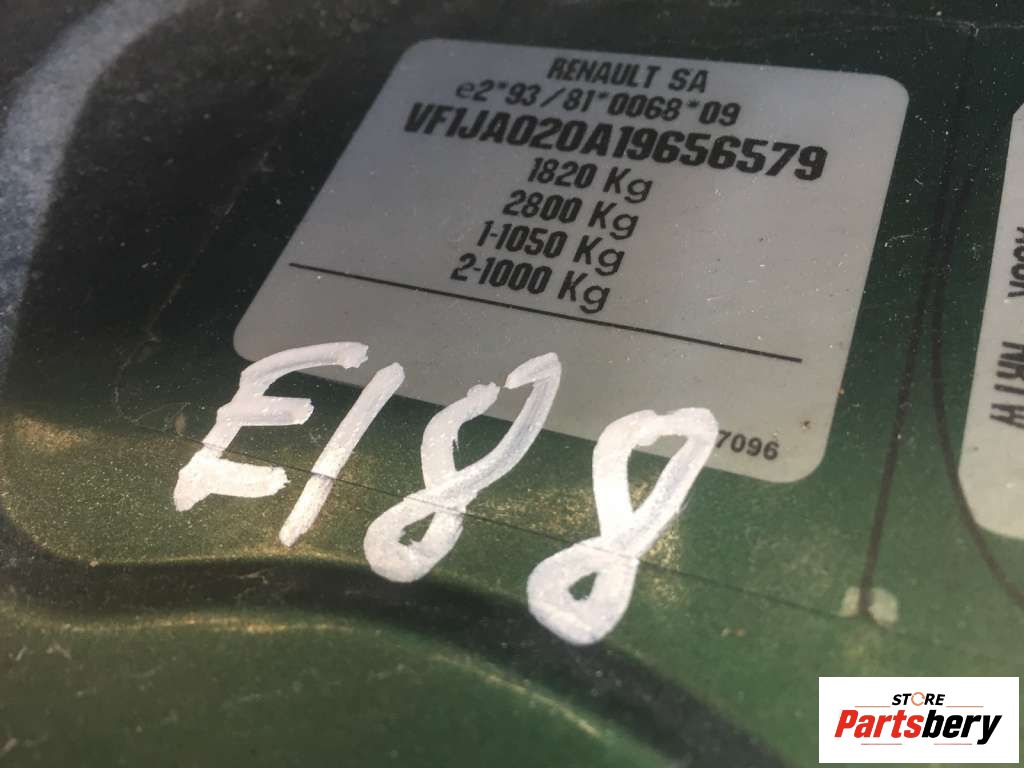 RENAULT SA
e2*93/81*0068*09
VF1JA020A19656579
1820 Kg
2800 Kg
1-1050 Kg
2-1000 Kg
E188
7096
STORE
Partsbery